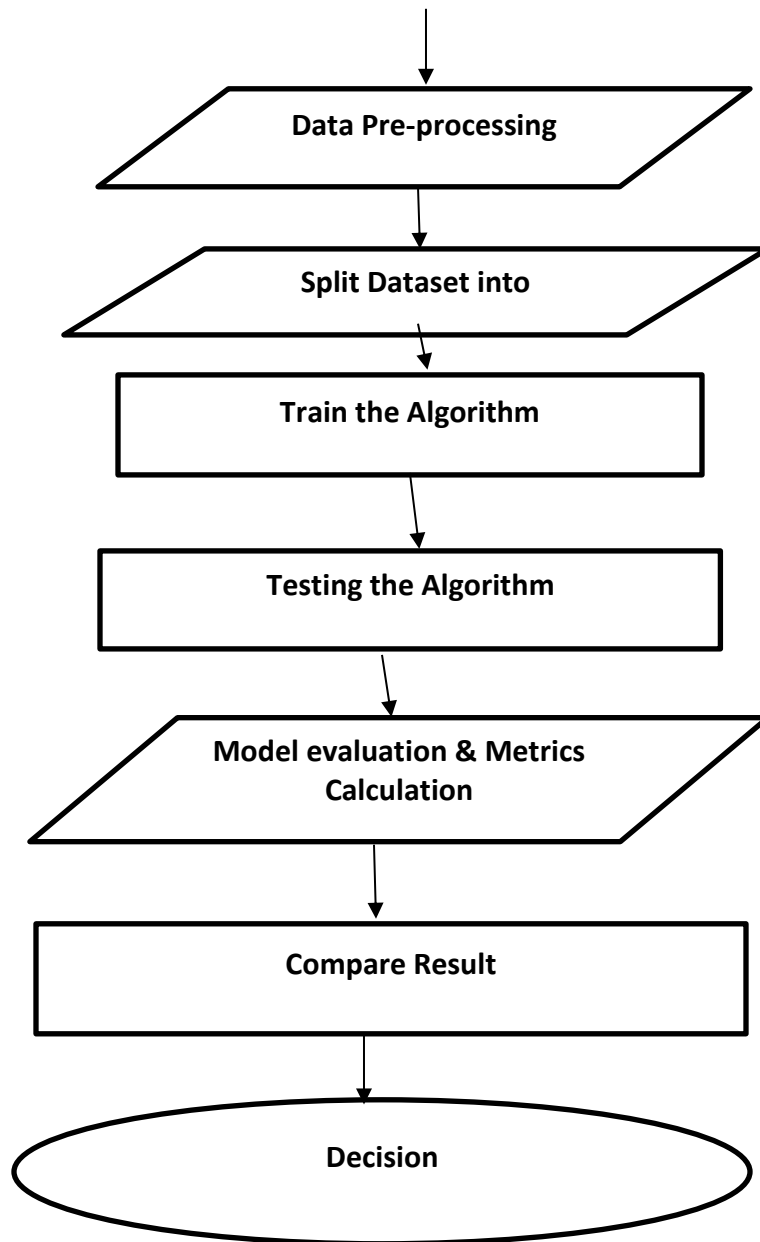 Data Pre-processing
Split Dataset into
Train the Algorithm
Testing the Algorithm
Model evaluation & Metrics
Calculation
Compare Result
Decision